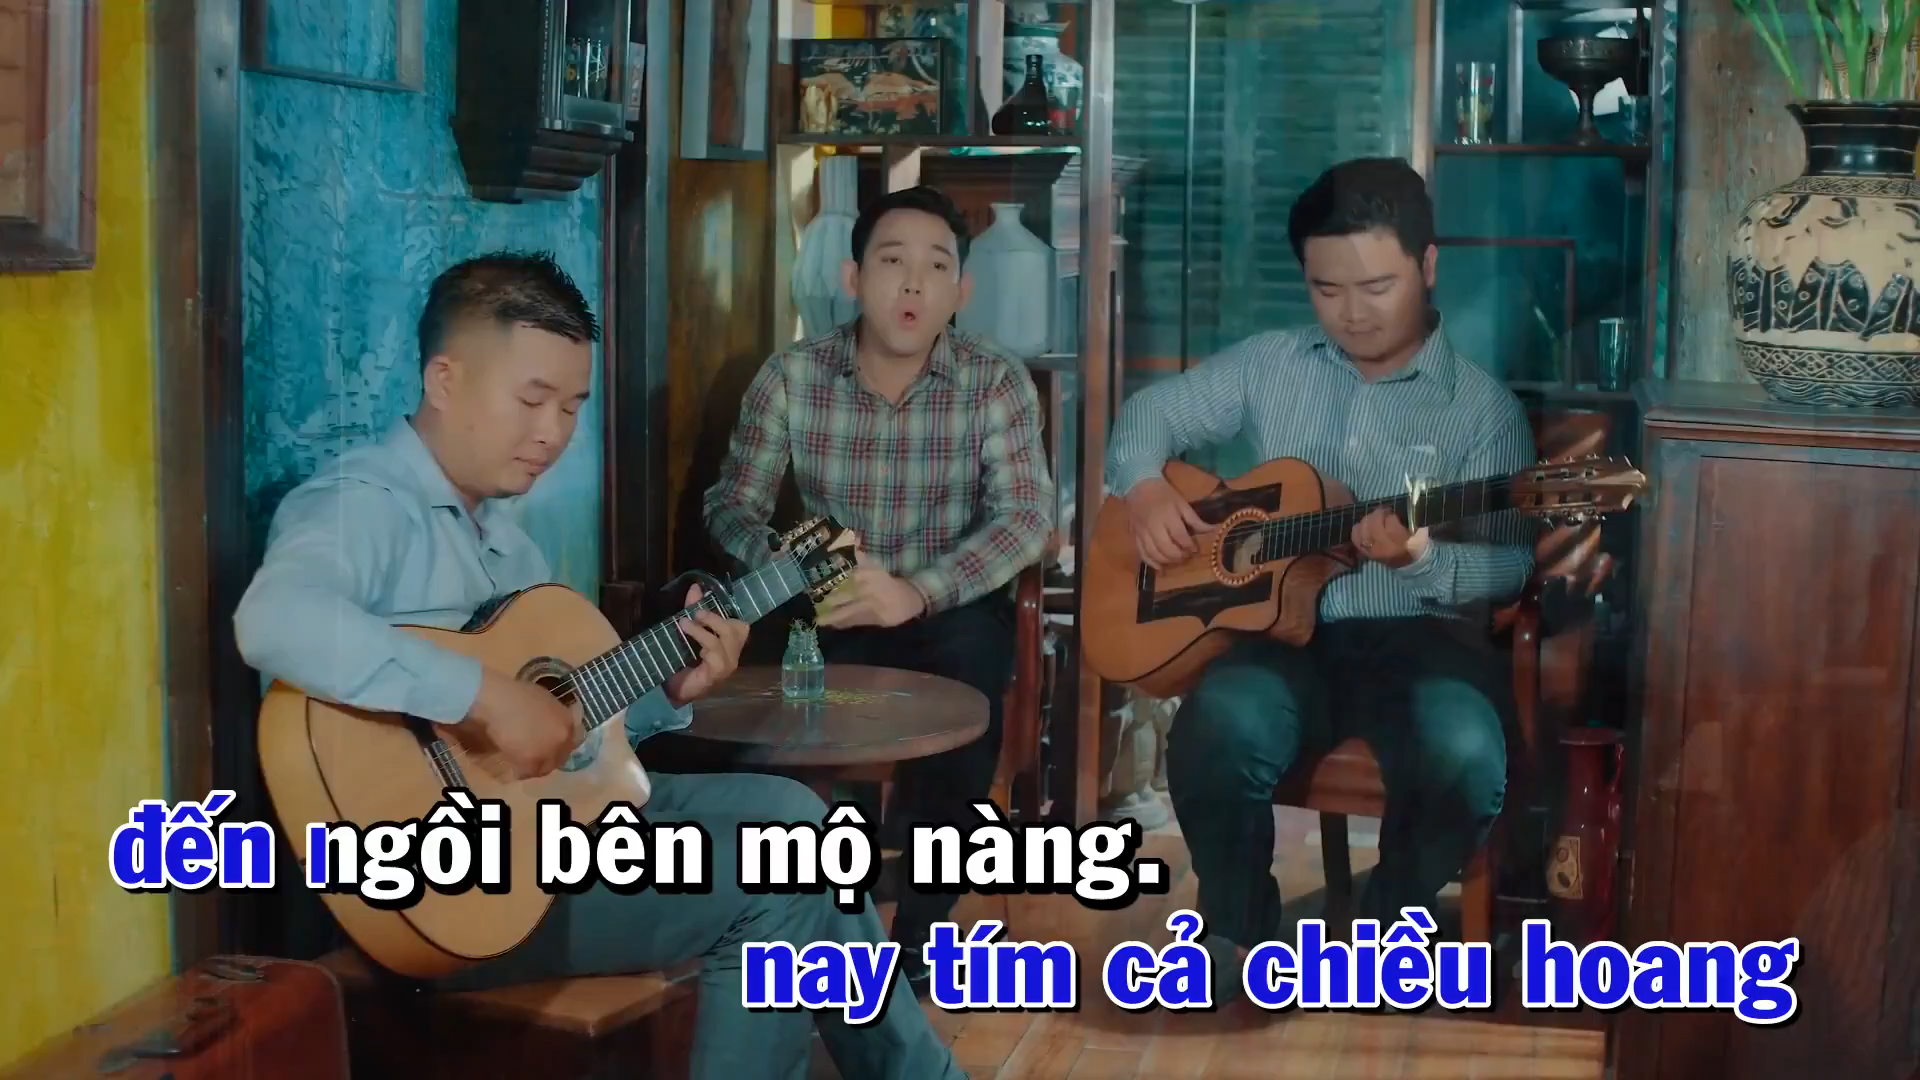 đến ngồi bên mộ nàng.
nay tím cả chiều hoang